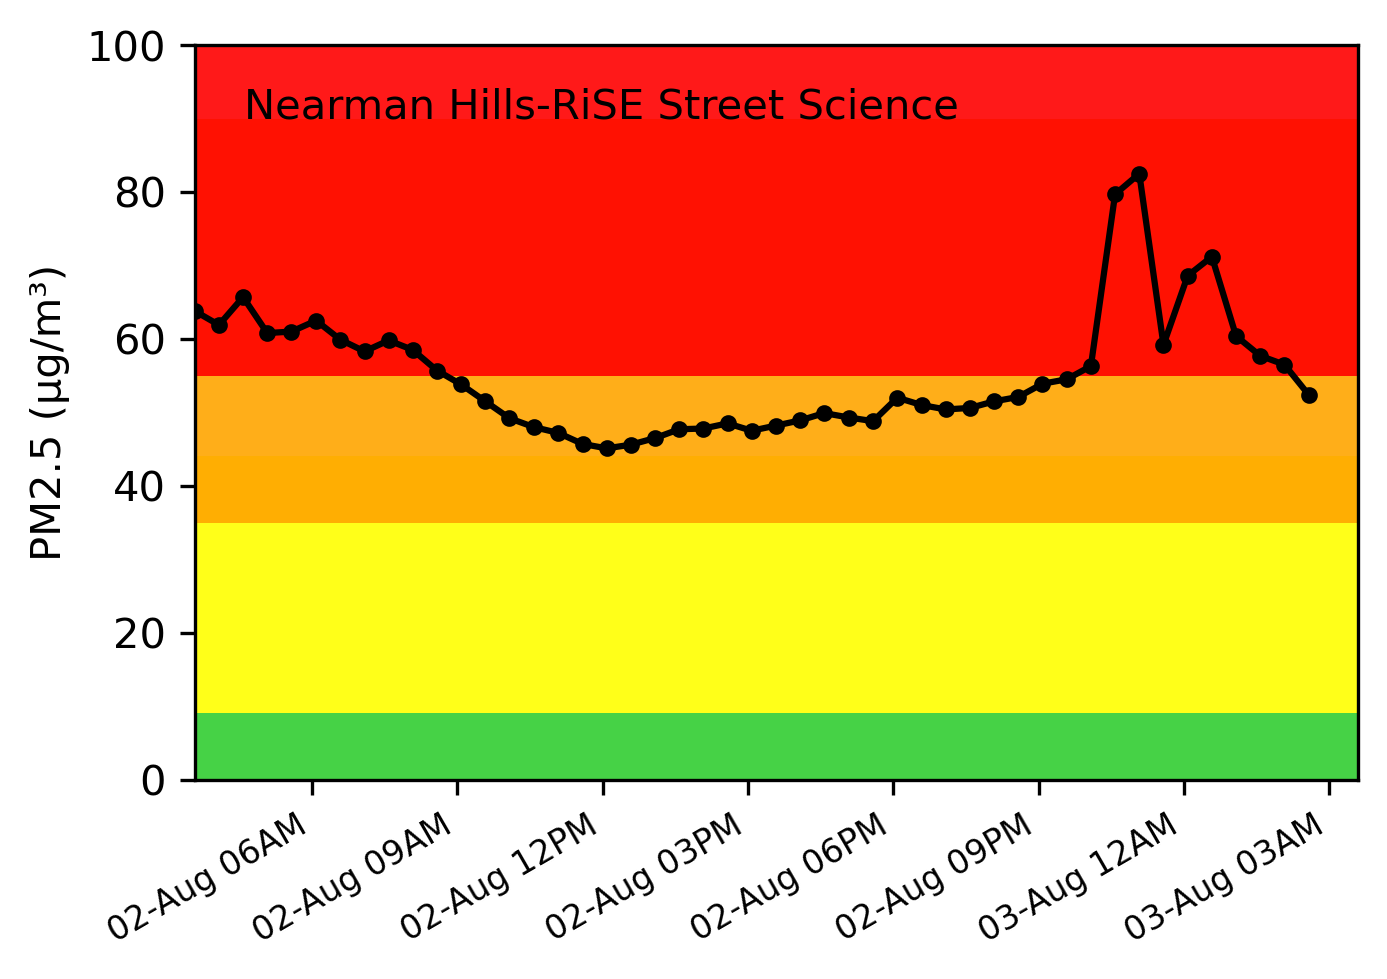 Nearman Hills-RiSE Street Science
PM2.5 (µg/m³)
100
80
60
40
20
0
02-Aug 06AM
02-Aug 09AM
02-Aug 12PM
02-Aug 03PM
02-Aug 06PM
02-Aug 09PM
03-Aug 12AM
03-Aug 03AM